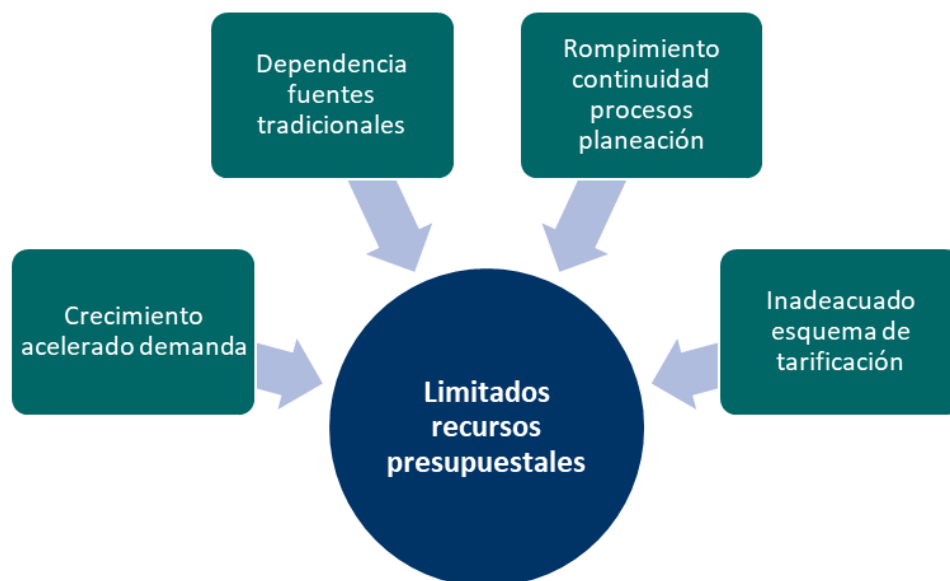 Dependencia
fuentes
tradicionales
Rompimiento
continuidad
procesos
planeación
Crecimiento
acelerado demanda
Inadeacuado
esquema de
tarificación
Limitados
recursos
presupuestales